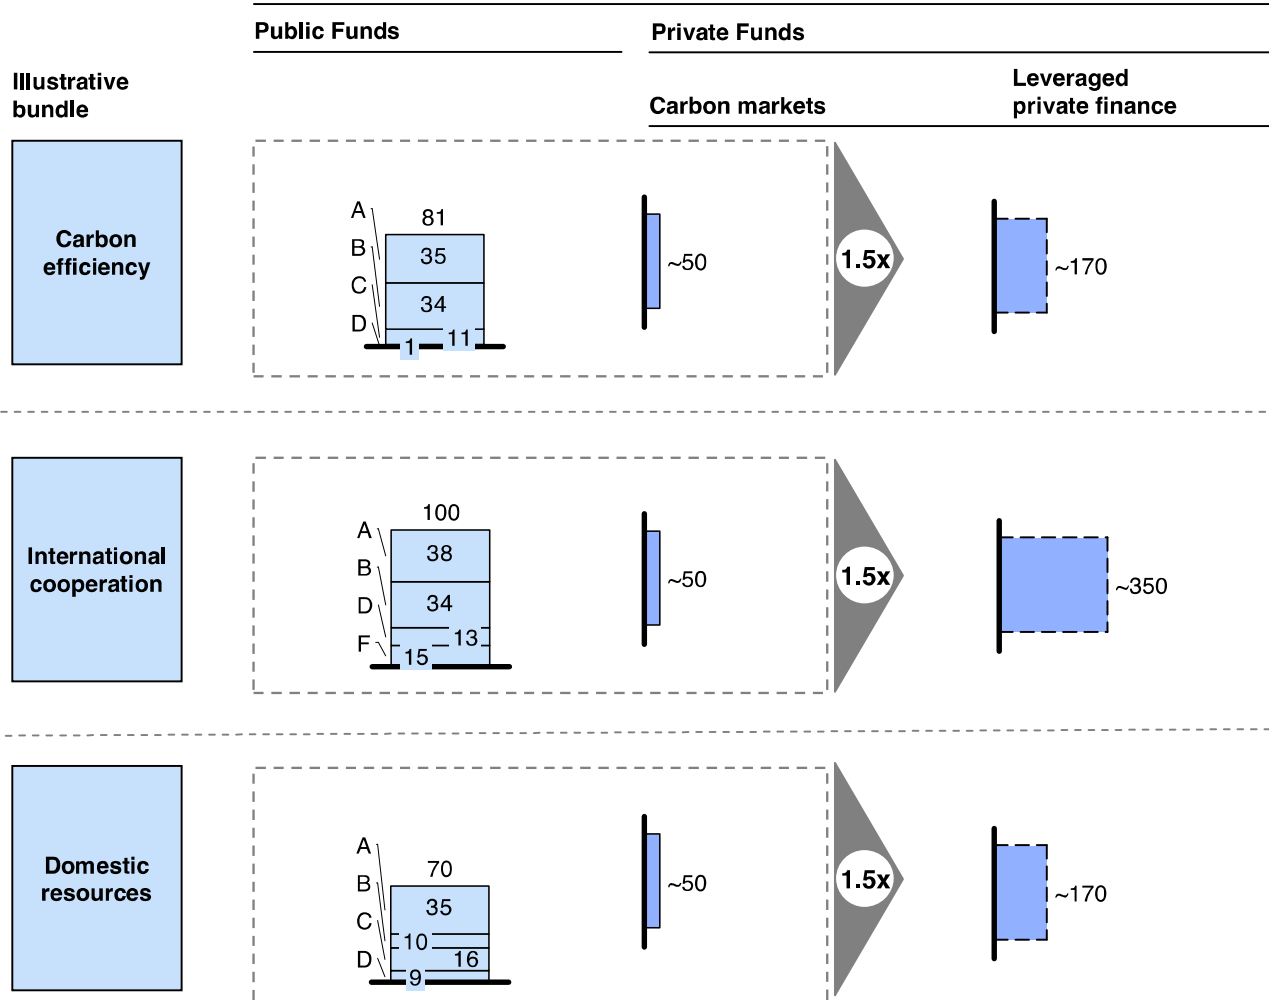 Public Funds
Private Funds
Illustrative
bundle
Carbon markets
Leveraged
private finance
Carbon
efficiency
A
B
C
D
81
35
34
11
1
~50
1.5x
~170
International
cooperation
A
B
D
F
100
38
34
13
15
~50
1.5x
~350
Domestic
resources
A
B
C
D
70
35
10
16
9
~50
1.5x
~170